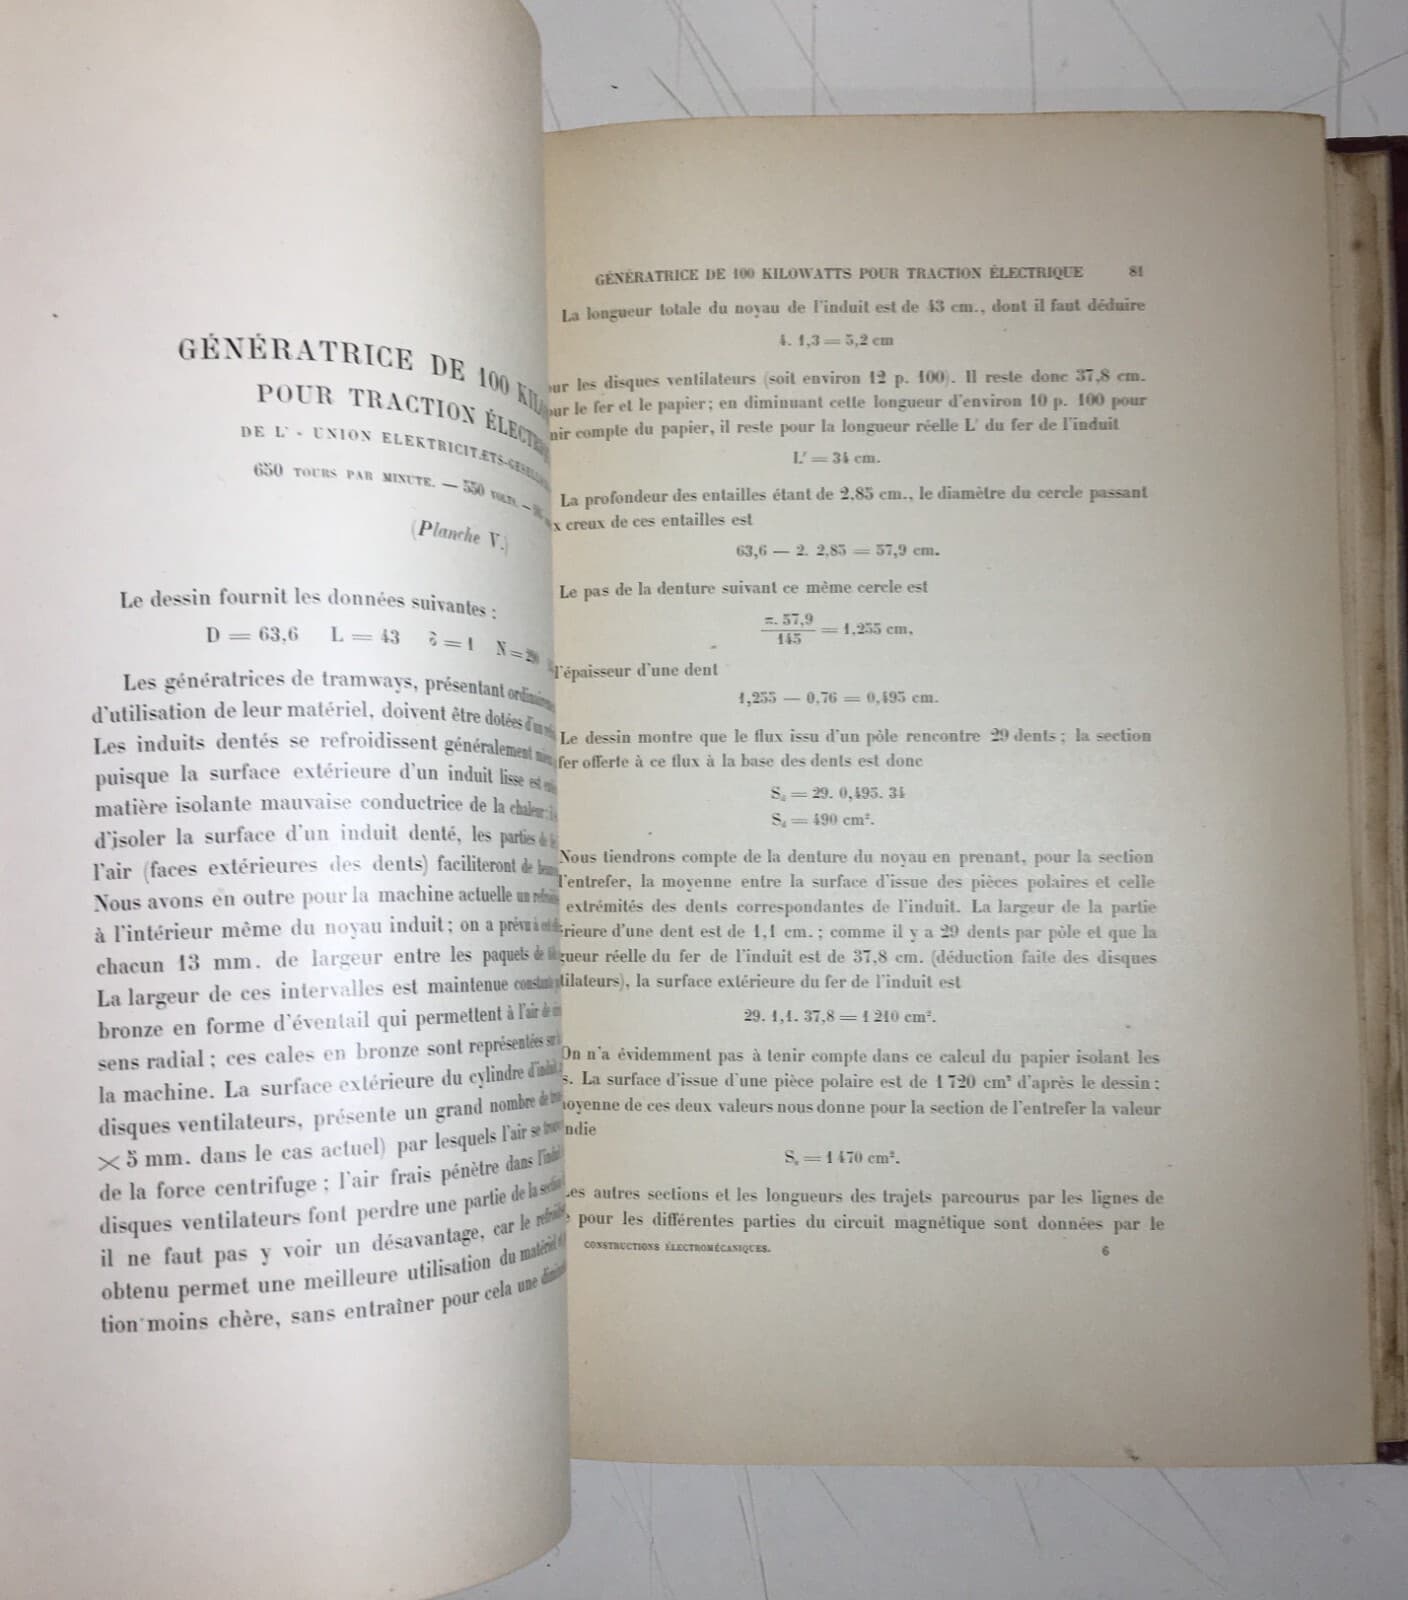 GÉNÉRATRICE DE 100
POUR TRACTION
DE L'-UNION ELEKTRICITÆTS-
650 TOURS PAR MINUTE. — 550 VOLTS. —
(Planche V.)
Le dessin fournit les données suivantes :
D = 63,6 L = 43 δ = 1 N =
Les génératrices de tramways, présentant
d'utilisation de leur matériel, doivent être dotées d'un
Les induits dentés se refroidissent généralement
puisque la surface extérieure d'un induit lisse est
matière isolante mauvaise conductrice de la chaleur;
d'isoler la surface d'un induit denté, les parties de
l'air (faces extérieures des dents) faciliteront de
Nous avons en outre pour la machine actuelle un
à l'intérieur même du noyau induit ; on a prévu à
chacun 13 mm. de largeur entre les paquets de
La largeur de ces intervalles est maintenue
bronze en forme d'éventail qui permettent à l'air de
sens radial ; ces cales en bronze sont représentées
la machine. La surface extérieure du cylindre d'induit
disques ventilateurs, présente un grand nombre de
× 5 mm. dans le cas actuel) par lesquels l'air se
de la force centrifuge ; l'air frais pénètre dans l'induit
disques ventilateurs font perdre une partie de la
il ne faut pas y voir un désavantage, car le
obtenu permet une meilleure utilisation du matériel
tion moins chère, sans entraîner pour cela une
GÉNÉRATRICE DE 100 KILOWATTS POUR TRACTION ÉLECTRIQUE 81
La longueur totale du noyau de l'induit est de 43 cm., dont il faut déduire
4. 1,3 = 5,2 cm
ur les disques ventilateurs (soit environ 12 p. 100). Il reste donc 37,8 cm.
ur le fer et le papier ; en diminuant cette longueur d'environ 10 p. 100 pour
nir compte du papier, il reste pour la longueur réelle L' du fer de l'induit
L' = 34 cm.
La profondeur des entailles étant de 2,85 cm., le diamètre du cercle passant
x creux de ces entailles est
63,6 — 2. 2,85 = 57,9 cm.
Le pas de la denture suivant ce même cercle est
π. 57,9
145 = 1,255 cm,
l'épaisseur d'une dent
1,255 — 0,76 = 0,495 cm.
Le dessin montre que le flux issu d'un pôle rencontre 29 dents ; la section
fer offerte à ce flux à la base des dents est donc
S_d = 29. 0,495. 34
S_d = 490 cm².
Nous tiendrons compte de la denture du noyau en prenant, pour la section
l'entrefer, la moyenne entre la surface d'issue des pièces polaires et celle
extrémités des dents correspondantes de l'induit. La largeur de la partie
rieure d'une dent est de 1,1 cm. ; comme il y a 29 dents par pôle et que la
gueur réelle du fer de l'induit est de 37,8 cm. (déduction faite des disques
tilateurs), la surface extérieure du fer de l'induit est
29. 1,1. 37,8 = 1 210 cm².
On n'a évidemment pas à tenir compte dans ce calcul du papier isolant les
s. La surface d'issue d'une pièce polaire est de 1 720 cm² d'après le dessin ;
oyenne de ces deux valeurs nous donne pour la section de l'entrefer la valeur
ndie
S_e = 1 470 cm².
Les autres sections et les longueurs des trajets parcourus par les lignes de
pour les différentes parties du circuit magnétique sont données par le
CONSTRUCTIONS ÉLECTROMÉCANIQUES. 6